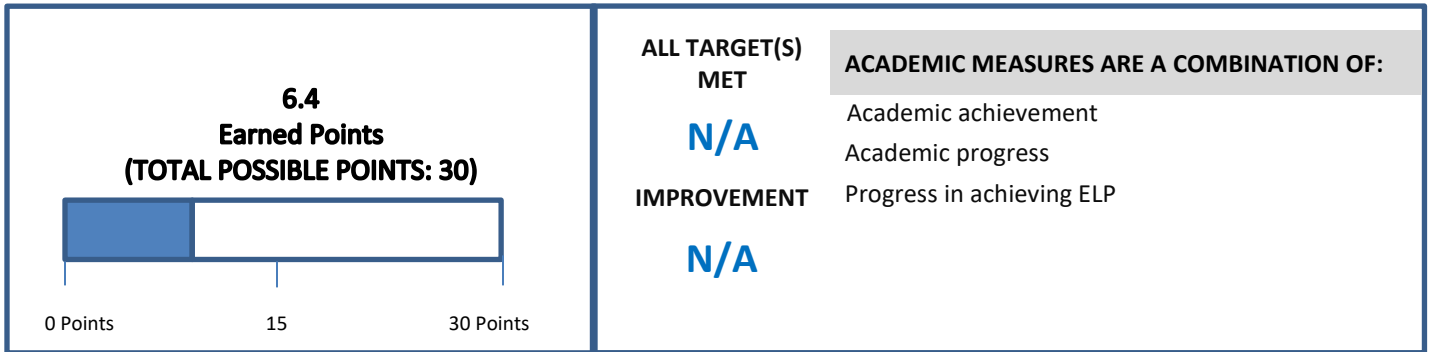 6.4
Earned Points
(TOTAL POSSIBLE POINTS: 30)
0 Points
15
30 Points
ALL TARGET(S)
MET
N/A
IMPROVEMENT
N/A
ACADEMIC MEASURES ARE A COMBINATION OF:
Academic achievement
Academic progress
Progress in achieving ELP